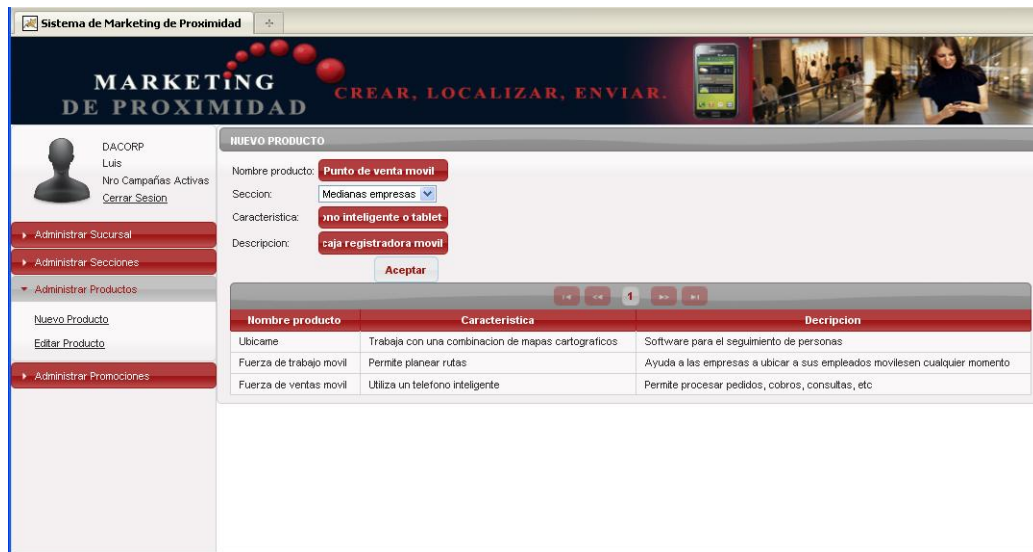 Sistema de Marketing de Proximidad
MARKETiNG
DE PROXIMIDAD
CREAR, LOCALIZAR, ENVIAR.
DACORP
Luis
Nro Campañas Activas
Cerrar Sesion
Administrar Sucursal
Administrar Secciones
Administrar Productos
Nuevo Producto
Editar Producto
Administrar Promociones
NUEVO PRODUCTO
Nombre producto: Punto de venta movil
Seccion: Medianas empresas
Caracteristica: ono inteligente o tablet
Descripcion: caja registradora movil
Aceptar
1
Nombre producto Caracteristica Decripcion
Ubicame Trabaja con una combinacion de mapas cartograficos Software para el seguimiento de personas
Fuerza de trabajo movil Permite planear rutas Ayuda a las empresas a ubicar a sus empleados movilesen cualquier momento
Fuerza de ventas movil Utiliza un telefono inteligente Permite procesar pedidos, cobros, consultas, etc